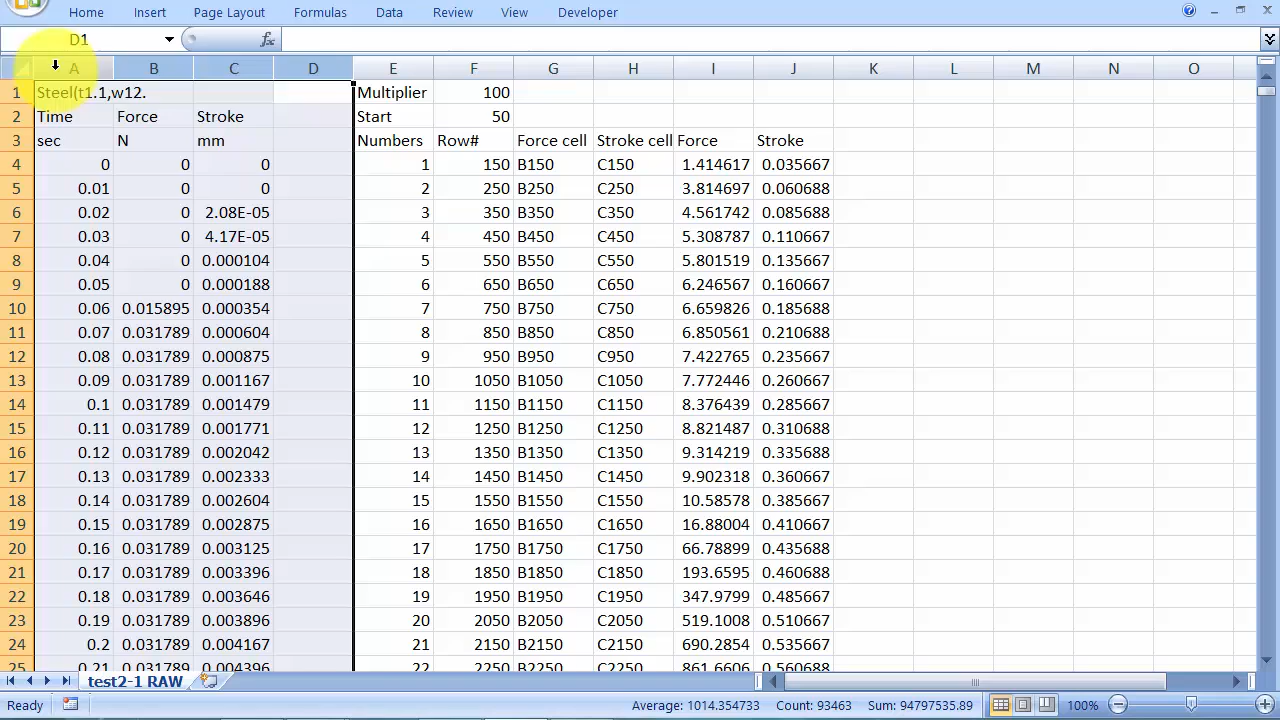 Home Insert Page Layout Formulas Data Review View Developer
D1 fx
A B C D E F G H I J K L M N O
1 Steel(t1.1,w12. Multiplier 100
2 Time Force Stroke Start 50
3 sec N mm Numbers Row# Force cell Stroke cell Force Stroke
4 0 0 0 1 150 B150 C150 1.414617 0.035667
5 0.01 0 0 2 250 B250 C250 3.814697 0.060688
6 0.02 0 2.08E-05 3 350 B350 C350 4.561742 0.085688
7 0.03 0 4.17E-05 4 450 B450 C450 5.308787 0.110667
8 0.04 0 0.000104 5 550 B550 C550 5.801519 0.135667
9 0.05 0 0.000188 6 650 B650 C650 6.246567 0.160667
10 0.06 0.015895 0.000354 7 750 B750 C750 6.659826 0.185688
11 0.07 0.031789 0.000604 8 850 B850 C850 6.850561 0.210688
12 0.08 0.031789 0.000875 9 950 B950 C950 7.422765 0.235667
13 0.09 0.031789 0.001167 10 1050 B1050 C1050 7.772446 0.260667
14 0.1 0.031789 0.001479 11 1150 B1150 C1150 8.376439 0.285667
15 0.11 0.031789 0.001771 12 1250 B1250 C1250 8.821487 0.310688
16 0.12 0.031789 0.002042 13 1350 B1350 C1350 9.314219 0.335688
17 0.13 0.031789 0.002333 14 1450 B1450 C1450 9.902318 0.360667
18 0.14 0.031789 0.002604 15 1550 B1550 C1550 10.58578 0.385667
19 0.15 0.031789 0.002875 16 1650 B1650 C1650 16.88004 0.410667
20 0.16 0.031789 0.003125 17 1750 B1750 C1750 66.78899 0.435688
21 0.17 0.031789 0.003396 18 1850 B1850 C1850 193.6595 0.460688
22 0.18 0.031789 0.003646 19 1950 B1950 C1950 347.9799 0.485667
23 0.19 0.031789 0.003896 20 2050 B2050 C2050 519.1008 0.510667
24 0.2 0.031789 0.004167 21 2150 B2150 C2150 690.2854 0.535667
25 0.21 0.031789 0.004396 22 2250 B2250 C2250 861.6606 0.560688
test2-1 RAW
Ready Average: 1014.354733 Count: 93463 Sum: 94797535.89 100%